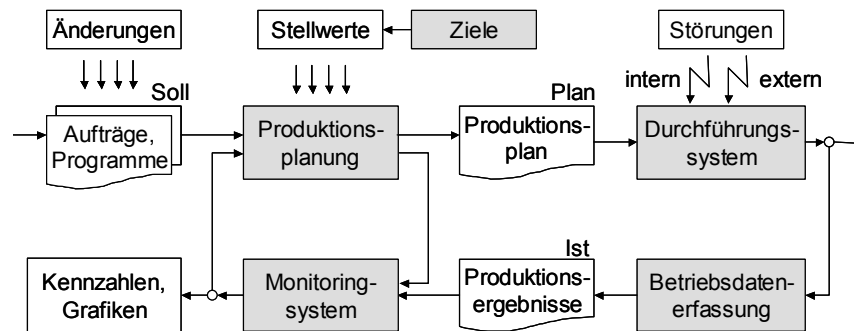 Änderungen
Stellwerte
Ziele
Störungen
intern
extern
Soll
Plan
Aufträge,
Programme
Produktions-
planung
Produktions-
plan
Durchführungs-
system
Ist
Kennzahlen,
Grafiken
Monitoring-
system
Produktions-
ergebnisse
Betriebsdaten-
erfassung